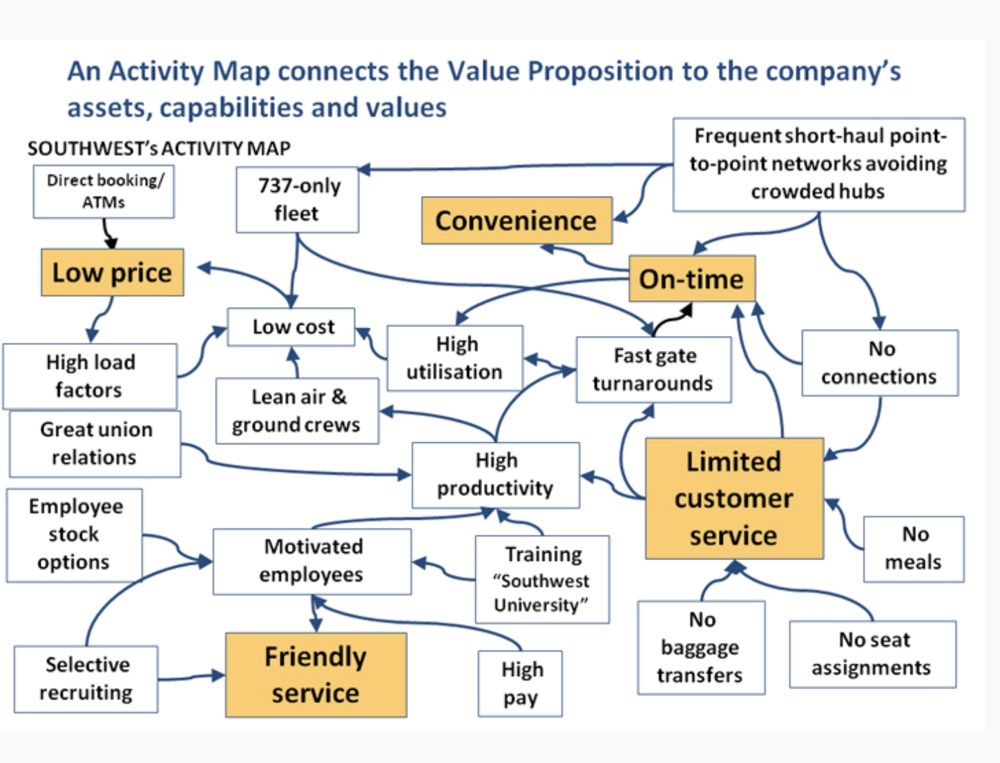 An Activity Map connects the Value Proposition to the company’s
assets, capabilities and values
SOUTHWEST’s ACTIVITY MAP
Direct booking/
ATMs
737-only
fleet
Frequent short-haul point-
to-point networks avoiding
crowded hubs
Convenience
Low price
On-time
Low cost
High
utilisation
Fast gate
turnarounds
No
connections
High load
factors
Lean air &
ground crews
Great union
relations
High
productivity
Limited
customer
service
Employee
stock
options
Motivated
employees
Training
“Southwest
University”
No
meals
No
baggage
transfers
No seat
assignments
Selective
recruiting
Friendly
service
High
pay